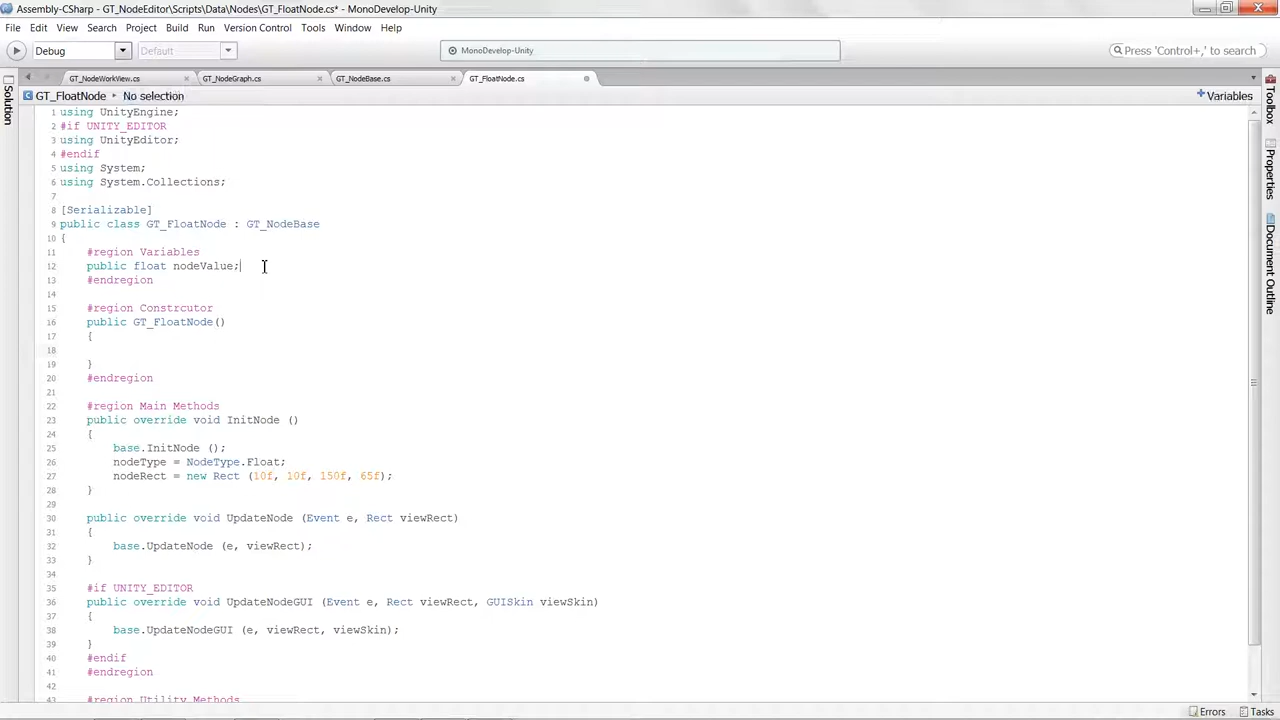 Assembly-CSharp - GT_NodeEditor\Scripts\Data\Nodes\GT_FloatNode.cs* - MonoDevelop-Unity
File Edit View Search Project Build Run Version Control Tools Window Help
Debug Default MonoDevelop-Unity Press 'Control+,' to search
GT_NodeWorkView.cs × GT_NodeGraph.cs × GT_NodeBase.cs × GT_FloatNode.cs
GT_FloatNode ▸ No selection + Variables
Solution
Toolbox
Properties
Document Outline
1 using UnityEngine;
2 #if UNITY_EDITOR
3 using UnityEditor;
4 #endif
5 using System;
6 using System.Collections;
7
8 [Serializable]
9 public class GT_FloatNode : GT_NodeBase
10 {
11 #region Variables
12 public float nodeValue;
13 #endregion
14
15 #region Constrcutor
16 public GT_FloatNode()
17 {
18
19 }
20 #endregion
21
22 #region Main Methods
23 public override void InitNode ()
24 {
25 base.InitNode ();
26 nodeType = NodeType.Float;
27 nodeRect = new Rect (10f, 10f, 150f, 65f);
28 }
29
30 public override void UpdateNode (Event e, Rect viewRect)
31 {
32 base.UpdateNode (e, viewRect);
33 }
34
35 #if UNITY_EDITOR
36 public override void UpdateNodeGUI (Event e, Rect viewRect, GUISkin viewSkin)
37 {
38 base.UpdateNodeGUI (e, viewRect, viewSkin);
39 }
40 #endif
41 #endregion
42
43 #region Utility Methods
Errors Tasks